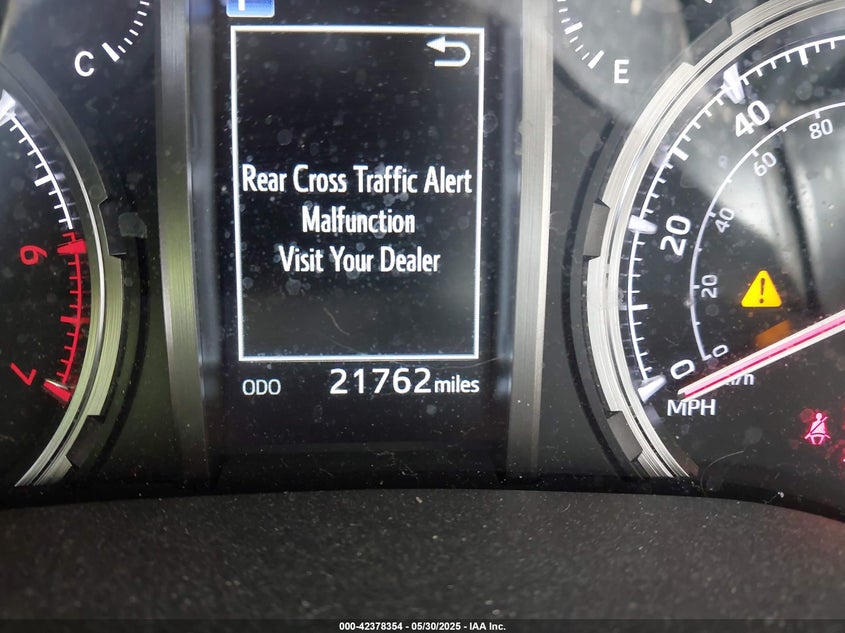 C
E
Rear Cross Traffic Alert
Malfunction
Visit Your Dealer
ODO 21762 miles
6
7
40
20
0
MPH
80
60
40
20
0
000-42378354 - 05/30/2025 - IAA Inc.